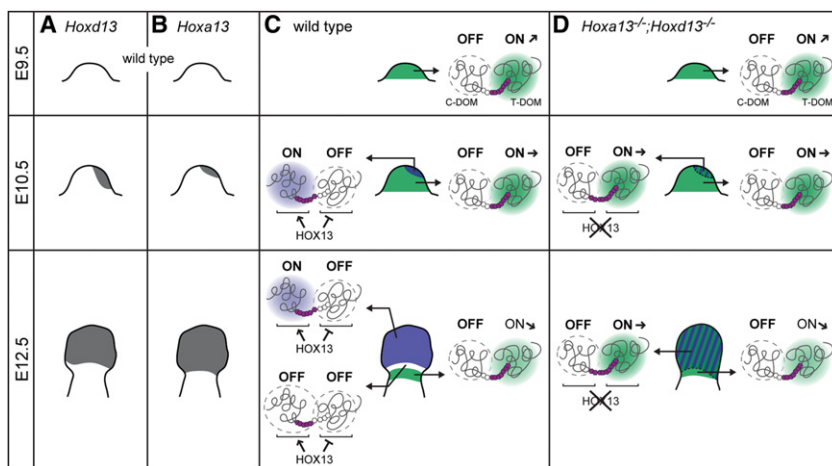 A Hoxd13
B Hoxa13
C wild type
D Hoxa13-/-;Hoxd13-/-
wild type
E9.5
OFF ON↗
C-DOM T-DOM
OFF ON↗
C-DOM T-DOM
E10.5
ON OFF
HOX13
OFF ON→
OFF ON→
HOX13
OFF ON→
E12.5
ON OFF
HOX13
OFF OFF
HOX13
OFF ON↘
OFF ON→
HOX13
OFF ON↘